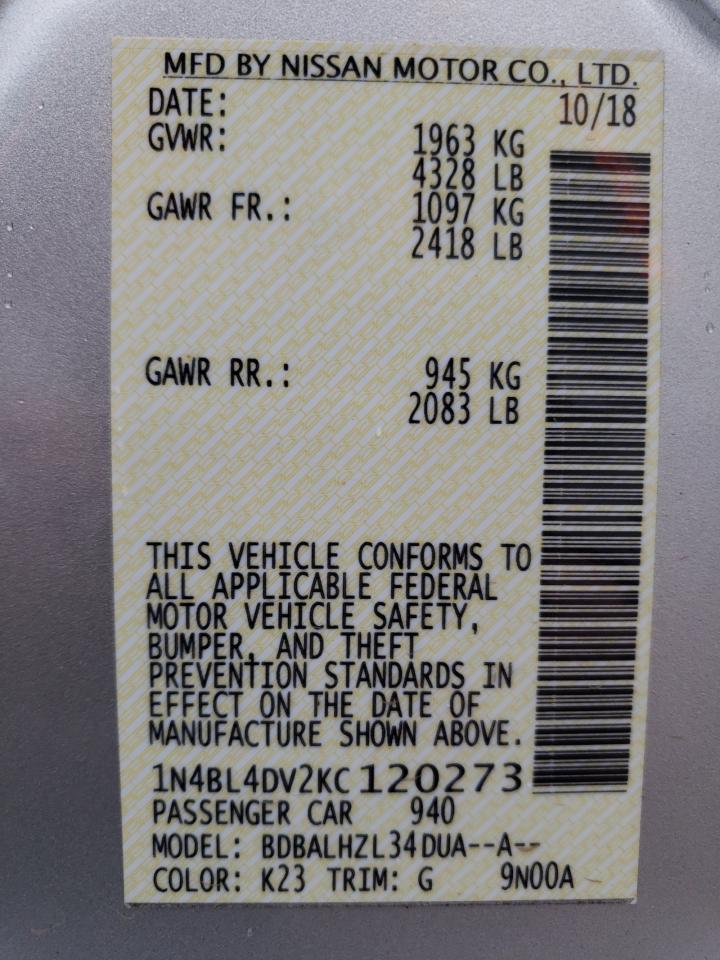 MFD BY NISSAN MOTOR CO., LTD.
DATE: 10/18
GVWR: 1963 KG
4328 LB
GAWR FR.: 1097 KG
2418 LB
GAWR RR.: 945 KG
2083 LB
THIS VEHICLE CONFORMS TO
ALL APPLICABLE FEDERAL
MOTOR VEHICLE SAFETY,
BUMPER, AND THEFT
PREVENTION STANDARDS IN
EFFECT ON THE DATE OF
MANUFACTURE SHOWN ABOVE.
1N4BL4DV2KC120273
PASSENGER CAR 940
MODEL: BDBALHZL34DUA--A--
COLOR: K23 TRIM: G 9N00A